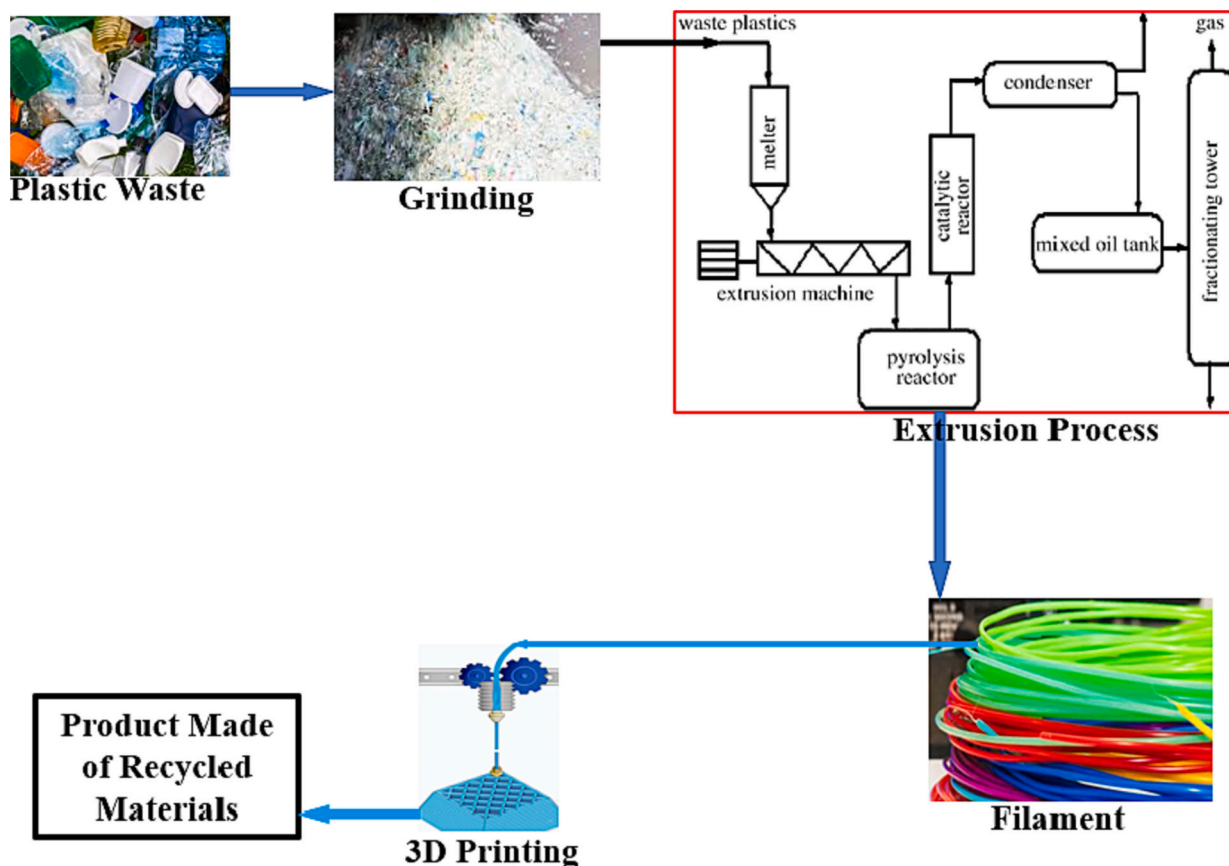 waste plastics
gas
condenser
melter
catalytic
reactor
fractionating tower
Plastic Waste
Grinding
mixed oil tank
extrusion machine
pyrolysis
reactor
Extrusion Process
Product Made
of Recycled
Materials
3D Printing
Filament